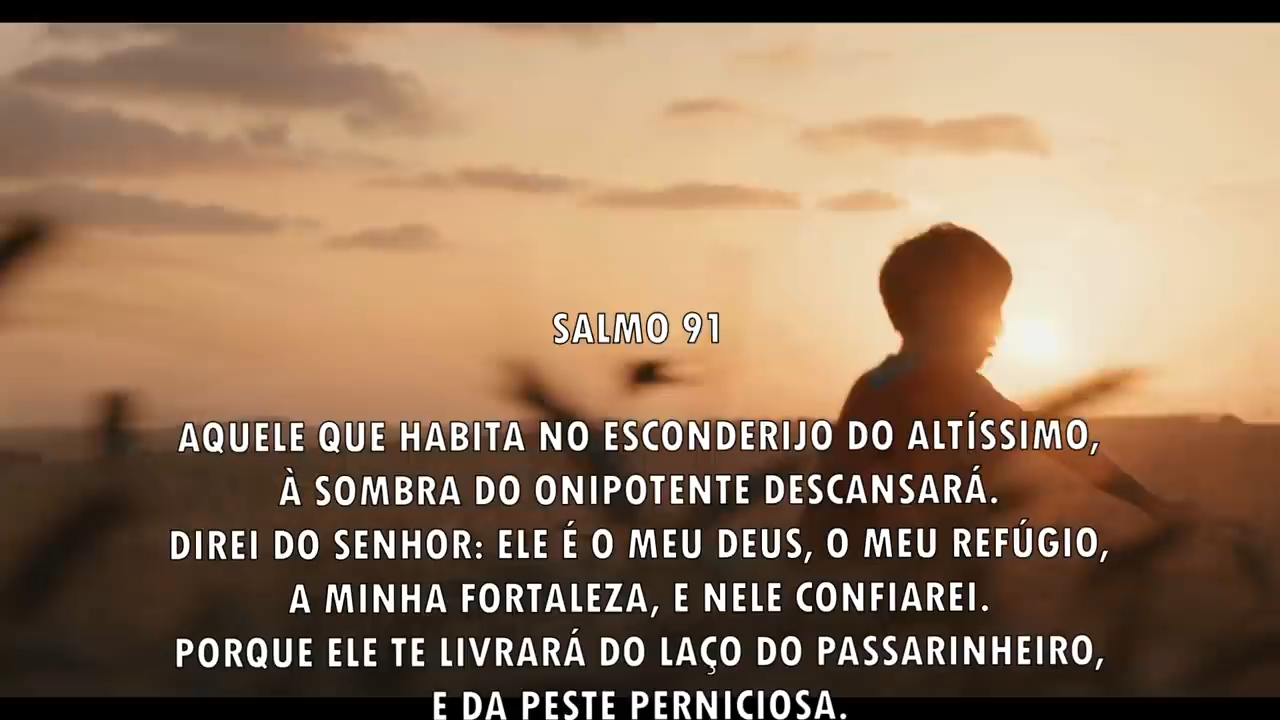 SALMO 91
AQUELE QUE HABITA NO ESCONDERIJO DO ALTÍSSIMO,
À SOMBRA DO ONIPOTENTE DESCANSARÁ.
DIREI DO SENHOR: ELE É O MEU DEUS, O MEU REFÚGIO,
A MINHA FORTALEZA, E NELE CONFIAREI.
PORQUE ELE TE LIVRARÁ DO LAÇO DO PASSARINHEIRO,
E DA PESTE PERNICIOSA.